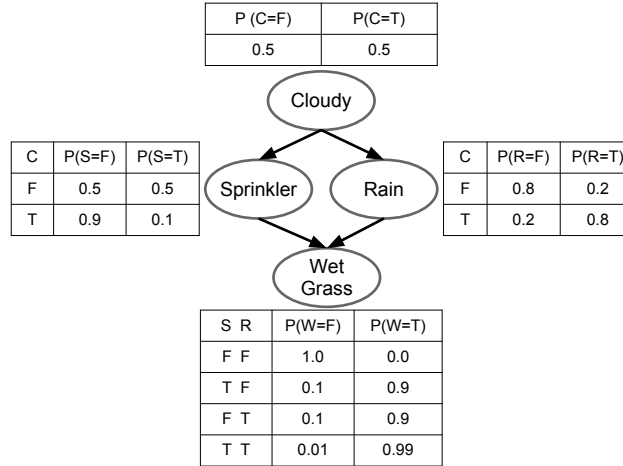 P (C=F) P(C=T)
0.5 0.5
Cloudy
C P(S=F) P(S=T)
F 0.5 0.5
T 0.9 0.1
Sprinkler
Rain
C P(R=F) P(R=T)
F 0.8 0.2
T 0.2 0.8
Wet
Grass
S R P(W=F) P(W=T)
F F 1.0 0.0
T F 0.1 0.9
F T 0.1 0.9
T T 0.01 0.99